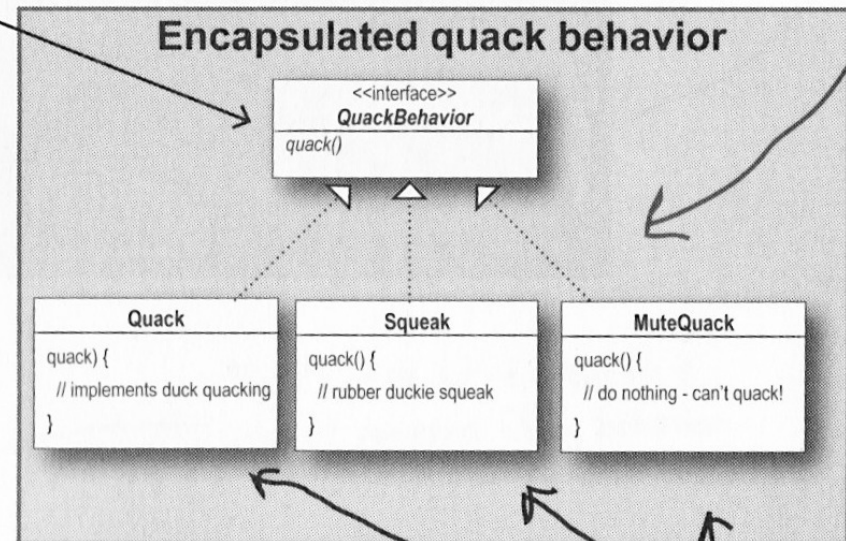 Encapsulated quack behavior
<<interface>>
QuackBehavior
quack()
Quack
quack) {
// implements duck quacking
}
Squeak
quack() {
// rubber duckie squeak
}
MuteQuack
quack() {
// do nothing - can't quack!
}